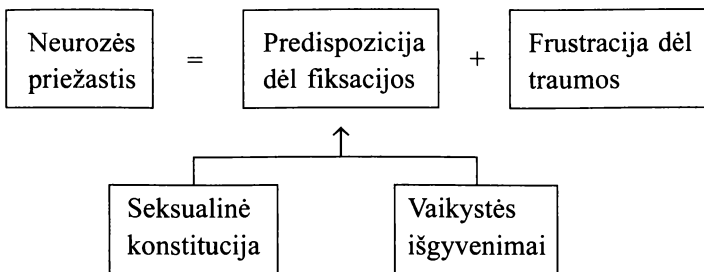 Neurozės priežastis = Predispozicija dėl fiksacijos + Frustracija dėl traumos
Seksualinė konstitucija
Vaikystės išgyvenimai